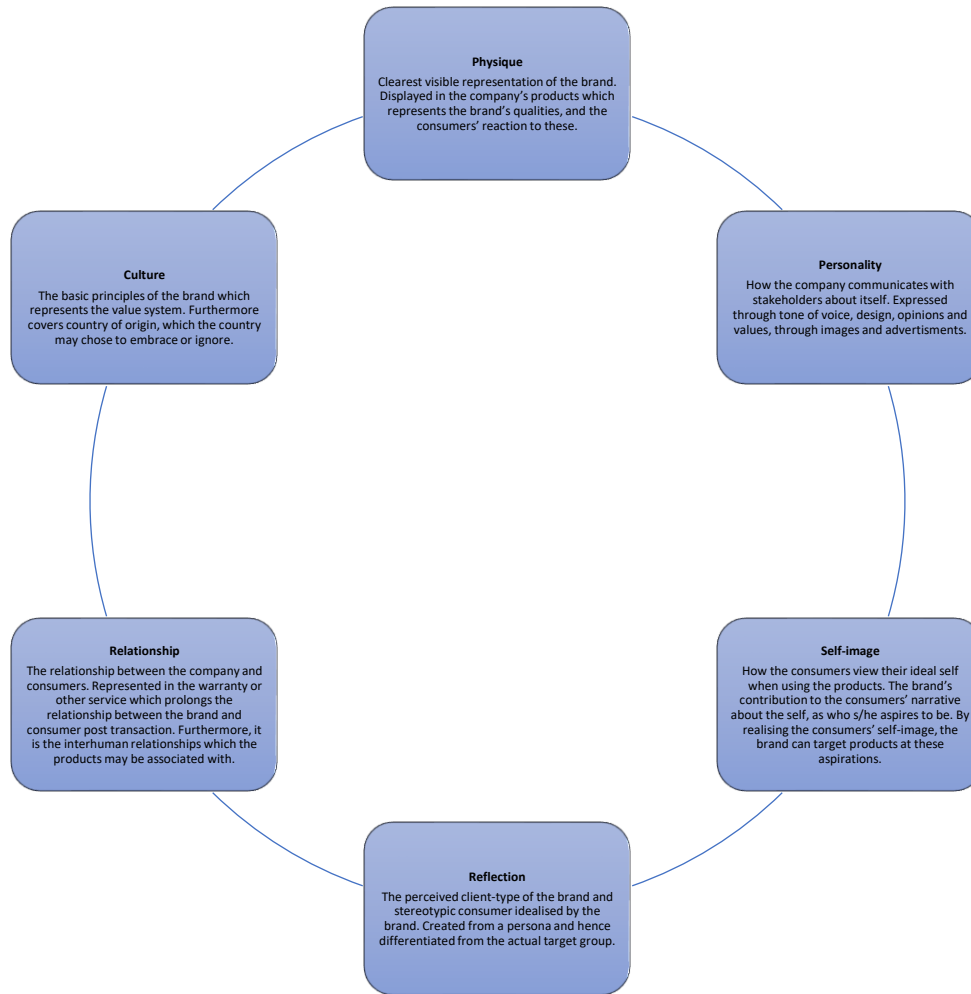 Physique
Clearest visible representation of the brand.
Displayed in the company's products which
represents the brand's qualities, and the
consumers' reaction to these.
Personality
How the company communicates with
stakeholders about itself. Expressed
through tone of voice, design, opinions and
values, through images and advertisments.
Self-image
How the consumers view their ideal self
when using the products. The brand's
contribution to the consumers' narrative
about the self, as who s/he aspires to be. By
realising the consumers' self-image, the
brand can target products at these
aspirations.
Reflection
The perceived client-type of the brand and
stereotypic consumer idealised by the
brand. Created from a persona and hence
differentiated from the actual target group.
Relationship
The relationship between the company and
consumers. Represented in the warranty or
other service which prolongs the
relationship between the brand and
consumer post transaction. Furthermore, it
is the interhuman relationships which the
products may be associated with.
Culture
The basic principles of the brand which
represents the value system. Furthermore
covers country of origin, which the country
may chose to embrace or ignore.